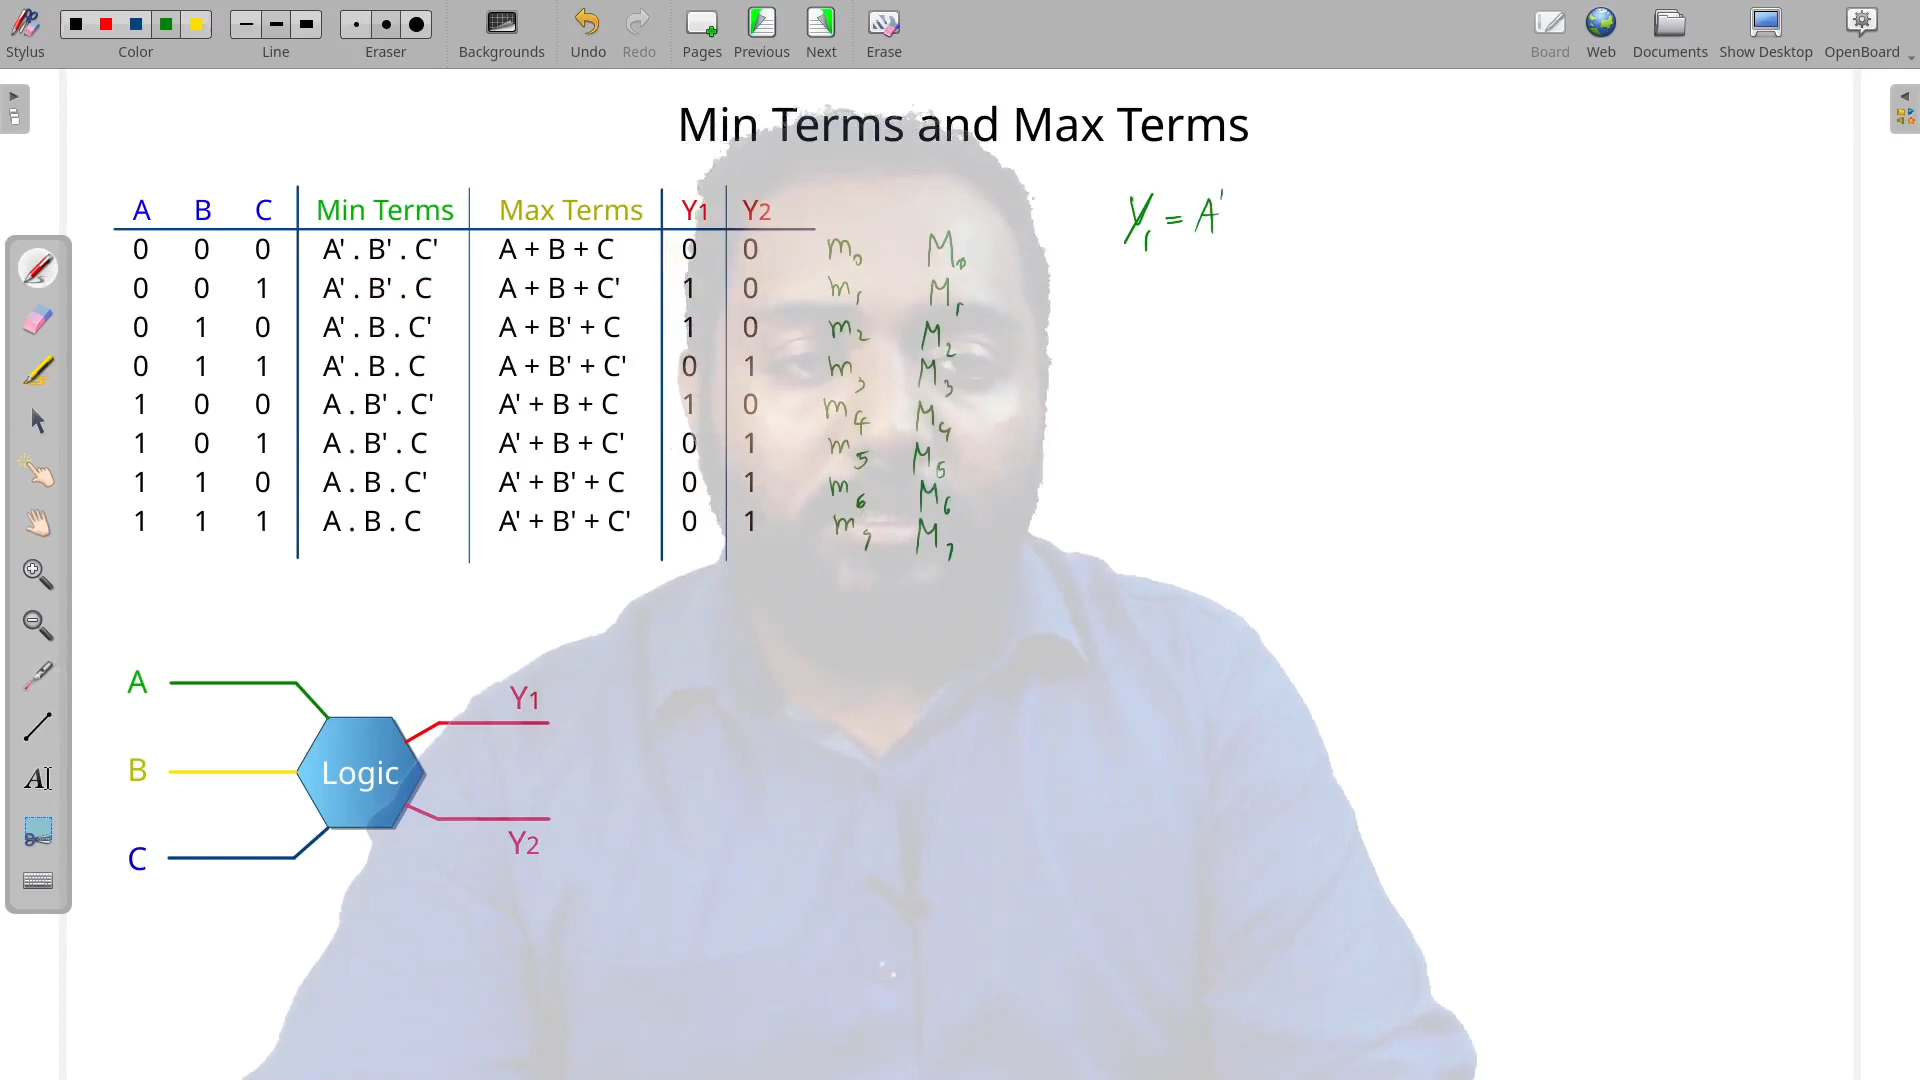 Stylus Color Line Eraser Backgrounds Undo Redo Pages Previous Next Erase Board Web Documents Show Desktop OpenBoard
Min Terms and Max Terms
A B C Min Terms Max Terms Y1 Y2
0 0 0 A' . B' . C' A + B + C 0 0 m0 M0
0 0 1 A' . B' . C A + B + C' 1 0 m1 M1
0 1 0 A' . B . C' A + B' + C 1 0 m2 M2
0 1 1 A' . B . C A + B' + C' 0 1 m3 M3
1 0 0 A . B' . C' A' + B + C 1 0 m4 M4
1 0 1 A . B' . C A' + B + C' 0 1 m5 M5
1 1 0 A . B . C' A' + B' + C 0 1 m6 M6
1 1 1 A . B . C A' + B' + C' 0 1 m7 M7
Y1 = A'
A
B
C
Logic
Y1
Y2